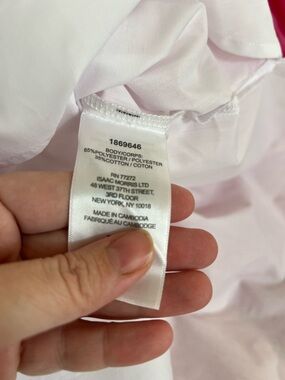 1869646
BODY/CORPS:
65%POLYESTER / POLYESTER
35%COTTON / COTON
RN 77272
ISAAC MORRIS LTD
48 WEST 37TH STREET,
3RD FLOOR
NEW YORK, NY 10018
MADE IN CAMBODIA
FABRIQUÉ AU CAMBODGE